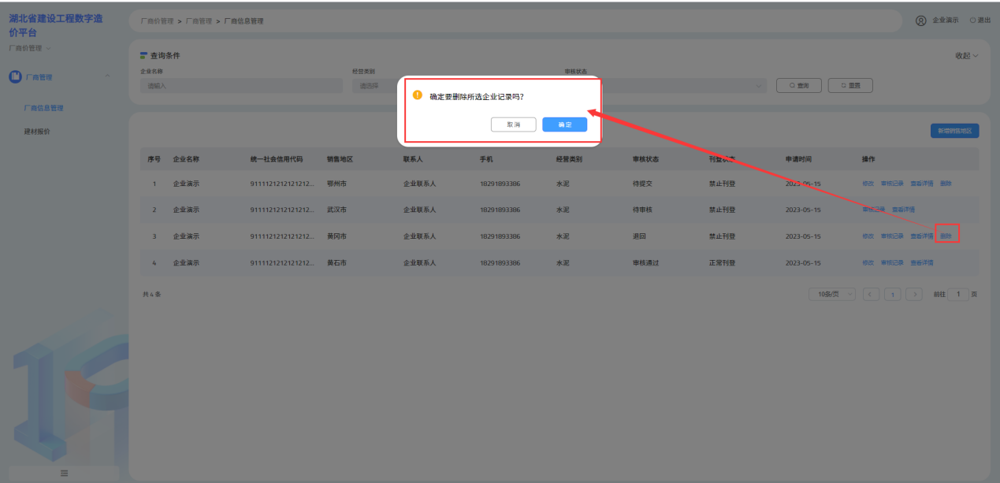 湖北省建设工程数字造
价平台
厂商价管理
厂商价管理 > 厂商管理 > 厂商信息管理
企业演示 退出
厂商管理
厂商信息管理
建材报价
查询条件 收起
企业名称 经营类别 审核状态
请输入 请选择 查询 重置
确定要删除所选企业记录吗?
取消 确定
新增销售地区
序号 企业名称 统一社会信用代码 销售地区 联系人 手机 经营类别 审核状态 刊登状态 申请时间 操作
1 企业演示 9111121212121212... 鄂州市 企业联系人 18291893386 水泥 待提交 禁止刊登 2023-05-15 修改 审核记录 查看详情 删除
2 企业演示 9111121212121212... 武汉市 企业联系人 18291893386 水泥 待审核 禁止刊登 2023-05-15 审核记录 查看详情
3 企业演示 9111121212121212... 黄冈市 企业联系人 18291893386 水泥 退回 禁止刊登 2023-05-15 修改 审核记录 查看详情 删除
4 企业演示 9111121212121212... 黄石市 企业联系人 18291893386 水泥 审核通过 正常刊登 2023-05-15 修改 审核记录 查看详情
共 4 条 10条/页 < 1 > 前往 1 页